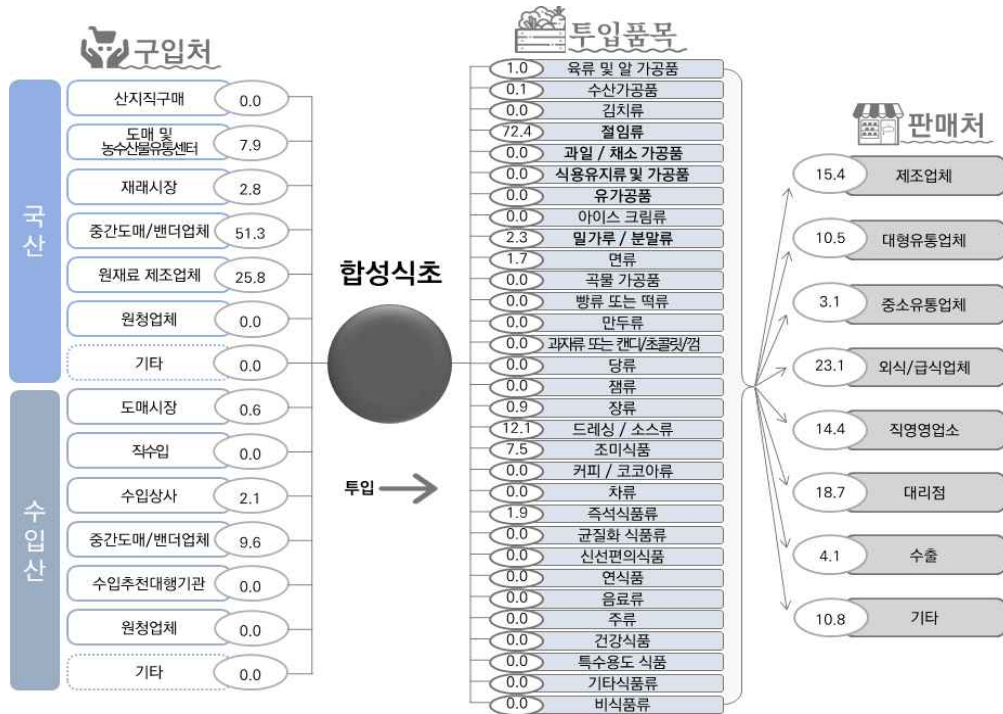 구입처
국산
산지직구매 0.0
도매 및
농수산물유통센터 7.9
재래시장 2.8
중간도매/밴더업체 51.3
원재료 제조업체 25.8
원청업체 0.0
기타 0.0
수입산
도매시장 0.6
직수입 0.0
수입상사 2.1
중간도매/밴더업체 9.6
수입추천대행기관 0.0
원청업체 0.0
기타 0.0
합성식초
투입
투입품목
1.0 육류 및 알 가공품
0.1 수산가공품
0.0 김치류
72.4 절임류
0.0 과일 / 채소 가공품
0.0 식용유지류 및 가공품
0.0 유가공품
0.0 아이스 크림류
2.3 밀가루 / 분말류
1.7 면류
0.0 곡물 가공품
0.0 빵류 또는 떡류
0.0 만두류
0.0 과자류 또는 캔디/초콜릿/껌
0.0 당류
0.0 잼류
0.9 장류
12.1 드레싱 / 소스류
7.5 조미식품
0.0 커피 / 코코아류
0.0 차류
1.9 즉석식품류
0.0 균질화 식품류
0.0 신선편의식품
0.0 연식품
0.0 음료류
0.0 주류
0.0 건강식품
0.0 특수용도 식품
0.0 기타식품류
0.0 비식품류
판매처
15.4 제조업체
10.5 대형유통업체
3.1 중소유통업체
23.1 외식/급식업체
14.4 직영영업소
18.7 대리점
4.1 수출
10.8 기타